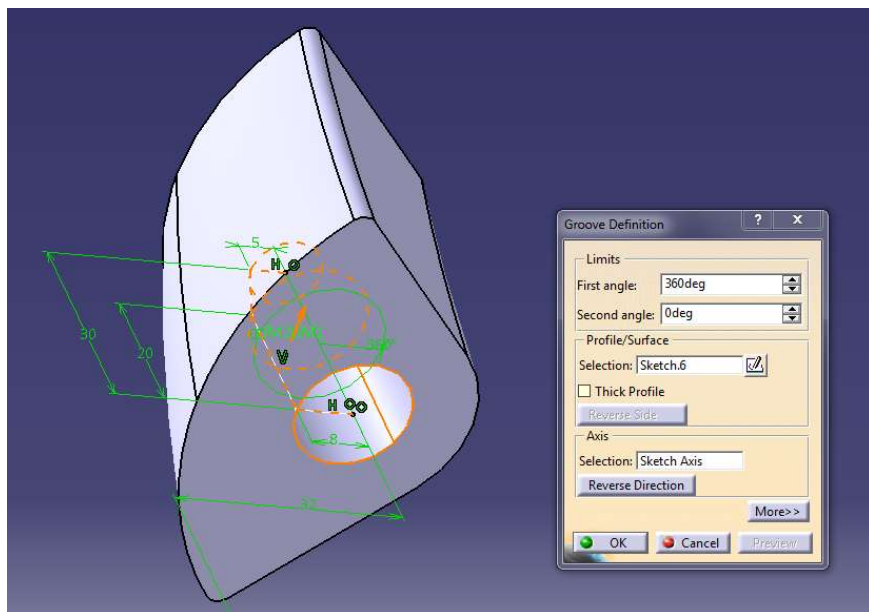 Groove Definition
? x
Limits
First angle: 360deg
Second angle: 0deg
Profile/Surface
Selection: Sketch.6
Thick Profile
Reverse Side
Axis
Selection: Sketch Axis
Reverse Direction
More>>
OK Cancel Preview
5
H
30
20
V
H
8